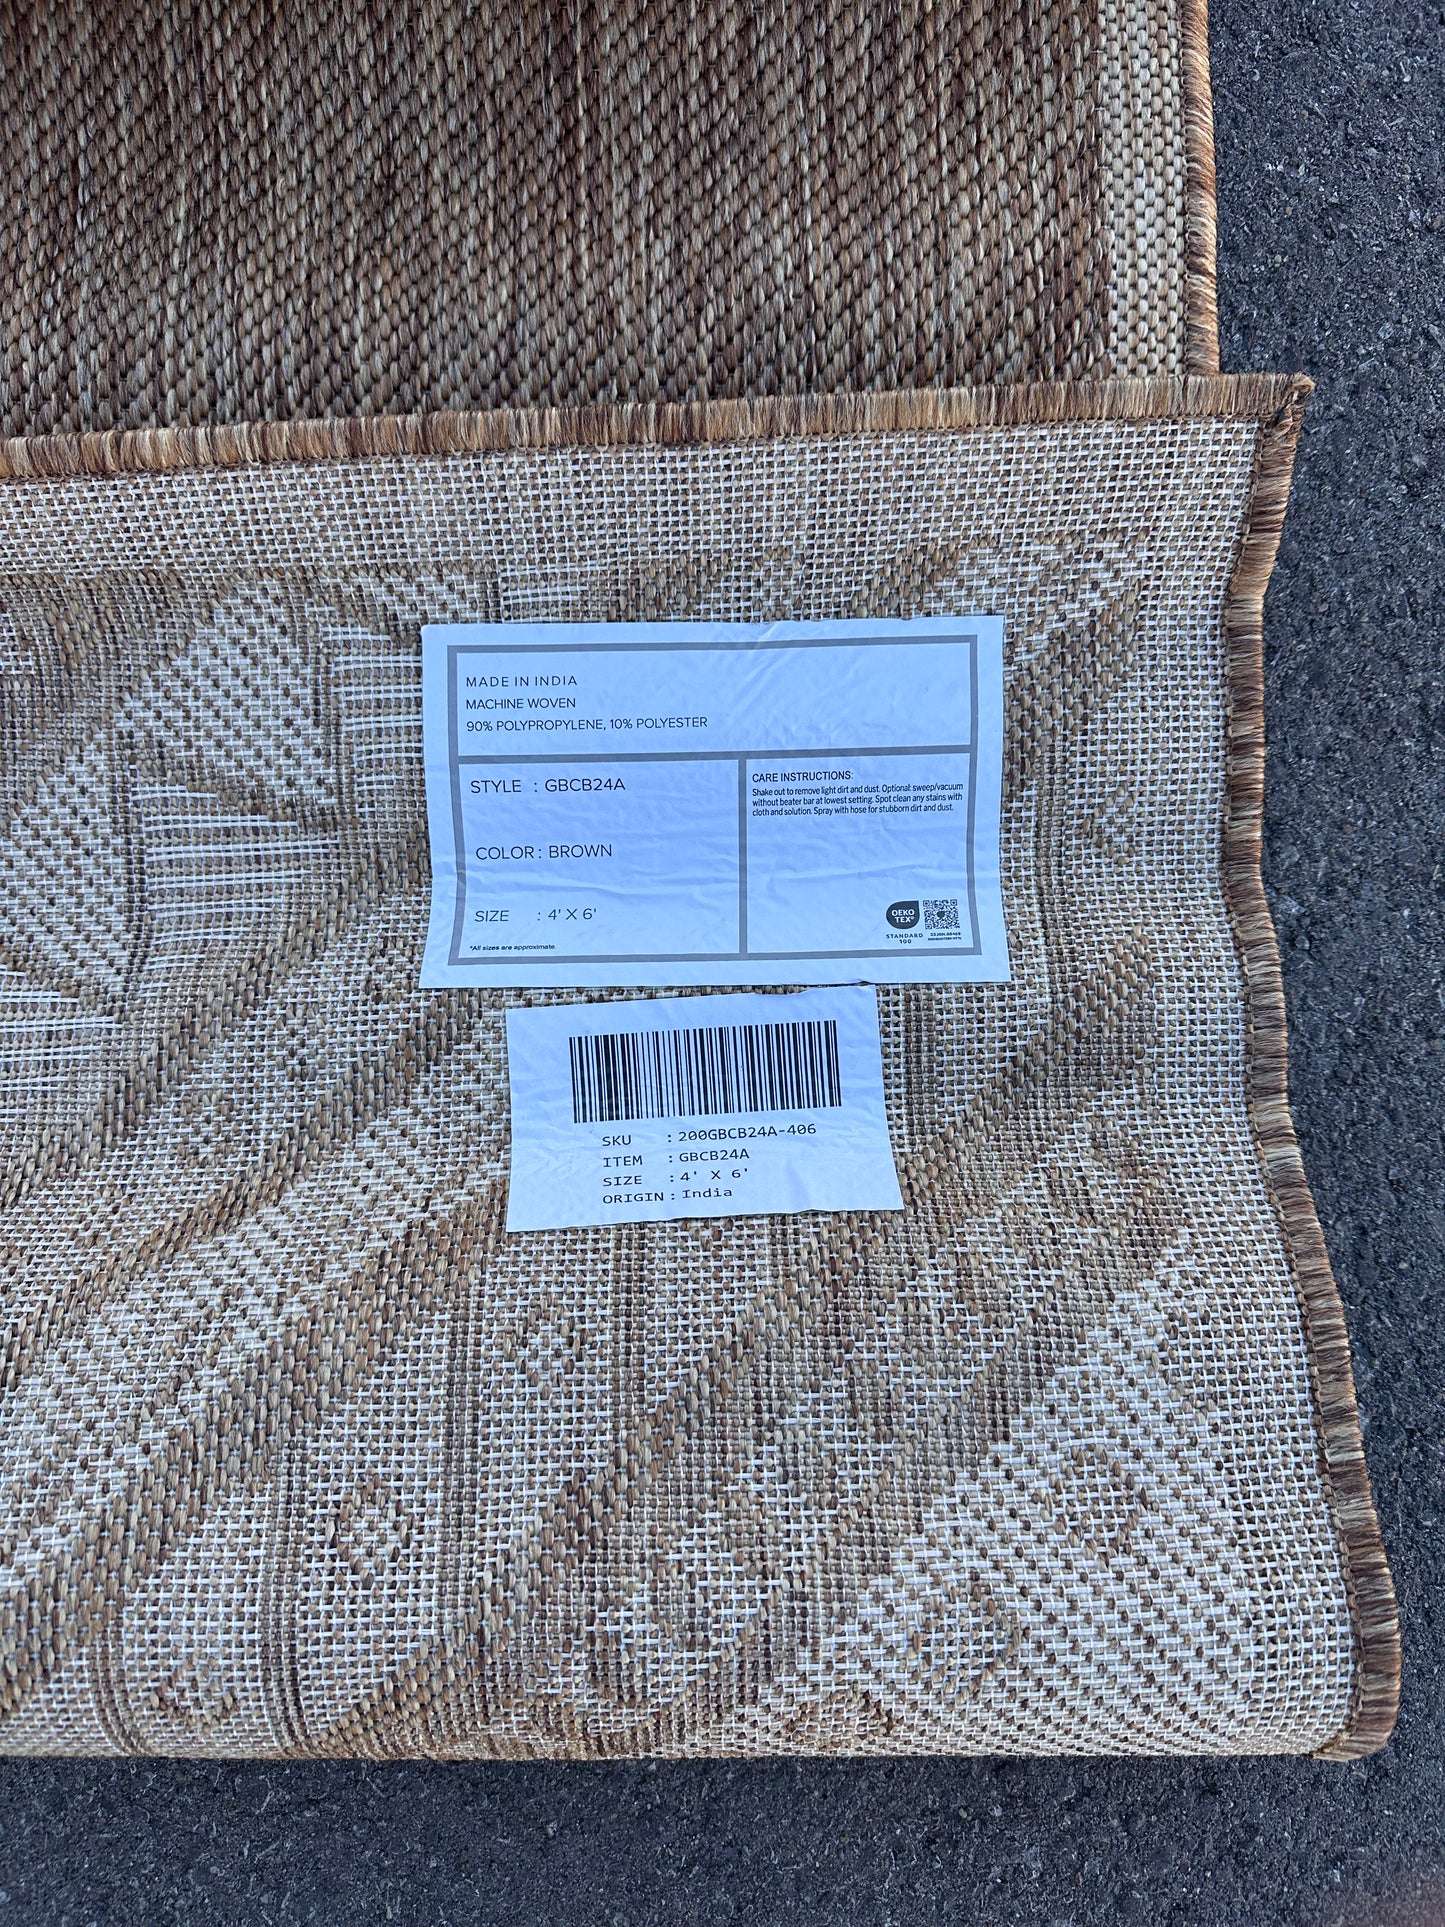 MADE IN INDIA
MACHINE WOVEN
90% POLYPROPYLENE, 10% POLYESTER
STYLE : GBCB24A
COLOR : BROWN
SIZE : 4' X 6'
*All sizes are approximate.
CARE INSTRUCTIONS:
Shake out to remove light dirt and dust. Optional: sweep/vacuum
without beater bar at lowest setting. Spot clean any stains with
cloth and solution. Spray with hose for stubborn dirt and dust.
OEKO
TEX®
STANDARD
100
SKU : 200GBCB24A-406
ITEM : GBCB24A
SIZE : 4' X 6'
ORIGIN : India